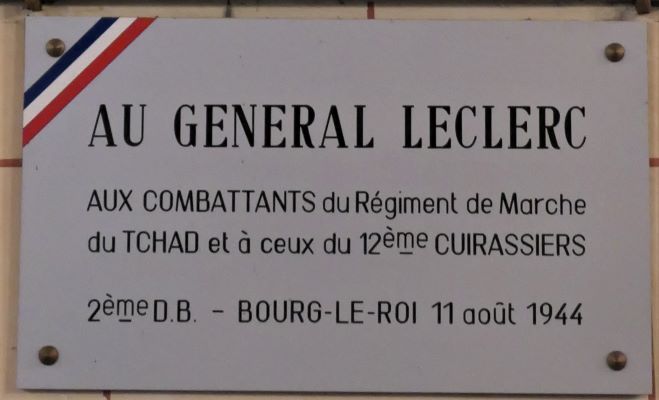 AU GENERAL LECLERC
AUX COMBATTANTS du Régiment de Marche
du TCHAD et à ceux du 12ème CUIRASSIERS
2ème D.B. - BOURG-LE-ROI 11 août 1944